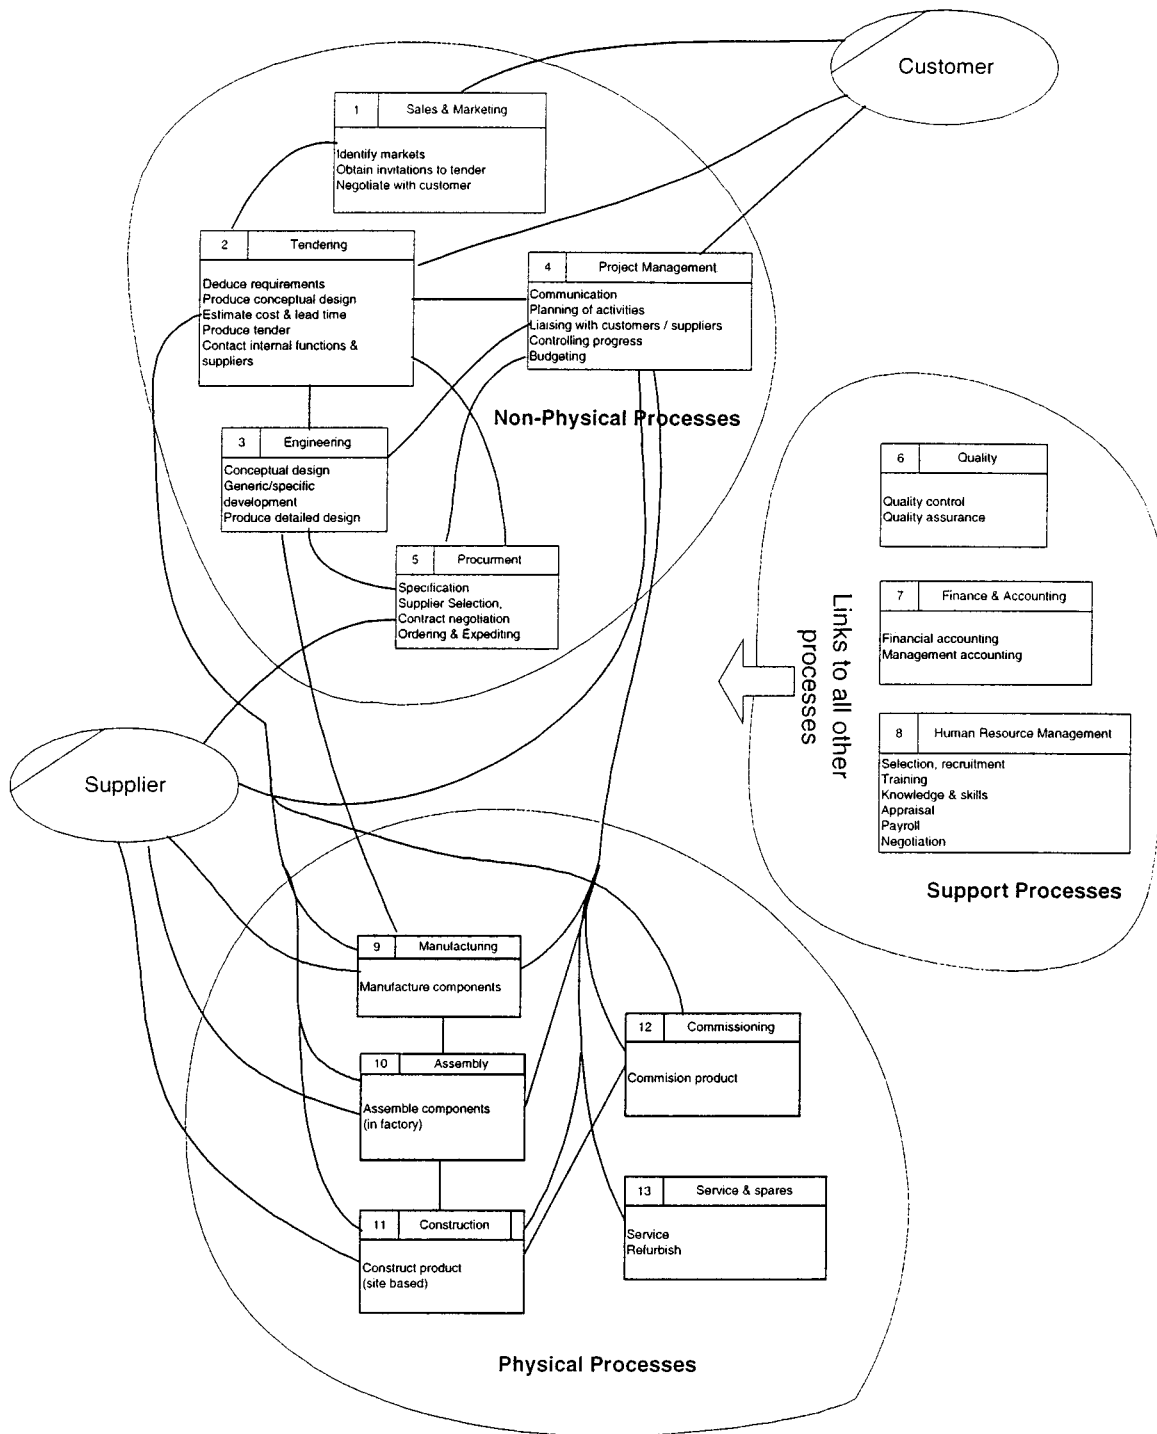 Customer
1 Sales & Marketing
Identify markets
Obtain invitations to tender
Negotiate with customer
2 Tendering
Deduce requirements
Produce conceptual design
Estimate cost & lead time
Produce tender
Contact internal functions &
suppliers
4 Project Management
Communication
Planning of activities
Liaising with customers / suppliers
Controlling progress
Budgeting
Non-Physical Processes
3 Engineering
Conceptual design
Generic/specific
development
Produce detailed design
5 Procurment
Specification
Supplier Selection,
Contract negotiation
Ordering & Expediting
6 Quality
Quality control
Quality assurance
7 Finance & Accounting
Financial accounting
Management accounting
8 Human Resource Management
Selection, recruitment
Training
Knowledge & skills
Appraisal
Payroll
Negotiation
Support Processes
Links to all other
processes
Supplier
9 Manufacturing
Manufacture components
10 Assembly
Assemble components
(in factory)
11 Construction
Construct product
(site based)
12 Commissioning
Commision product
13 Service & spares
Service
Refurbish
Physical Processes